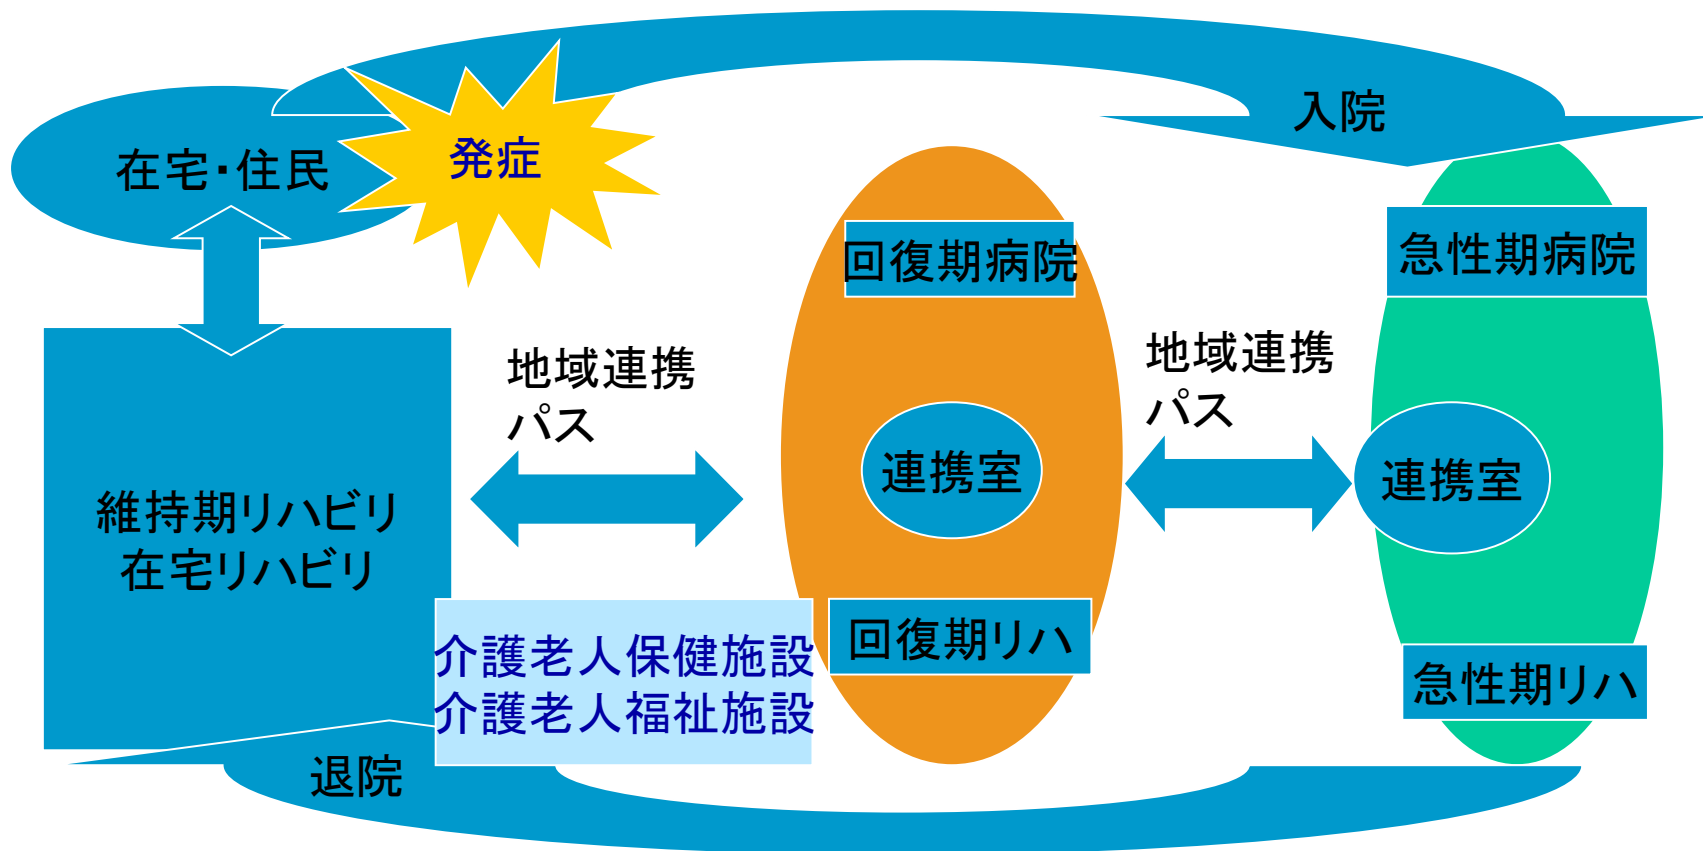 入院
発症
在宅・住民
回復期病院
急性期病院
地域連携
パス
地域連携
パス
連携室
連携室
維持期リハビリ
在宅リハビリ
回復期リハ
介護老人保健施設
介護老人福祉施設
急性期リハ
退院